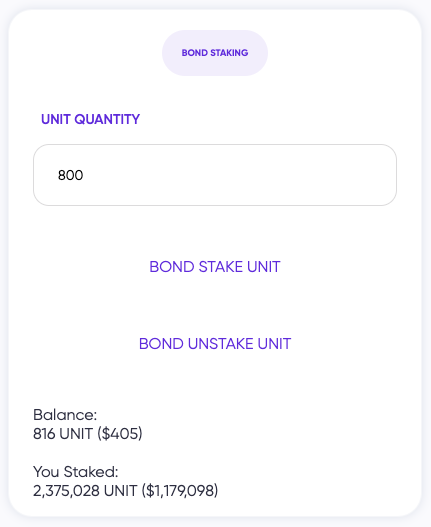 BOND STAKING
UNIT QUANTITY
800
BOND STAKE UNIT
BOND UNSTAKE UNIT
Balance:
816 UNIT ($405)
You Staked:
2,375,028 UNIT ($1,179,098)